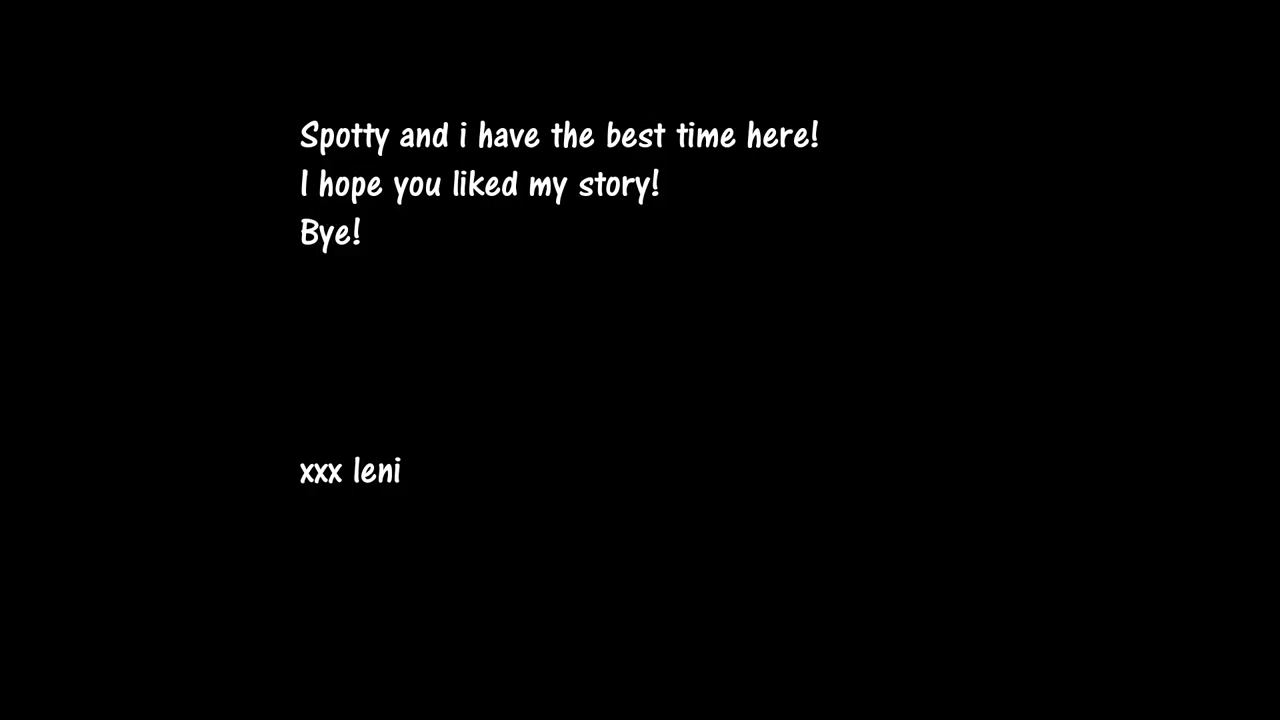 Spotty and i have the best time here!
I hope you liked my story!
Bye!
xxx leni